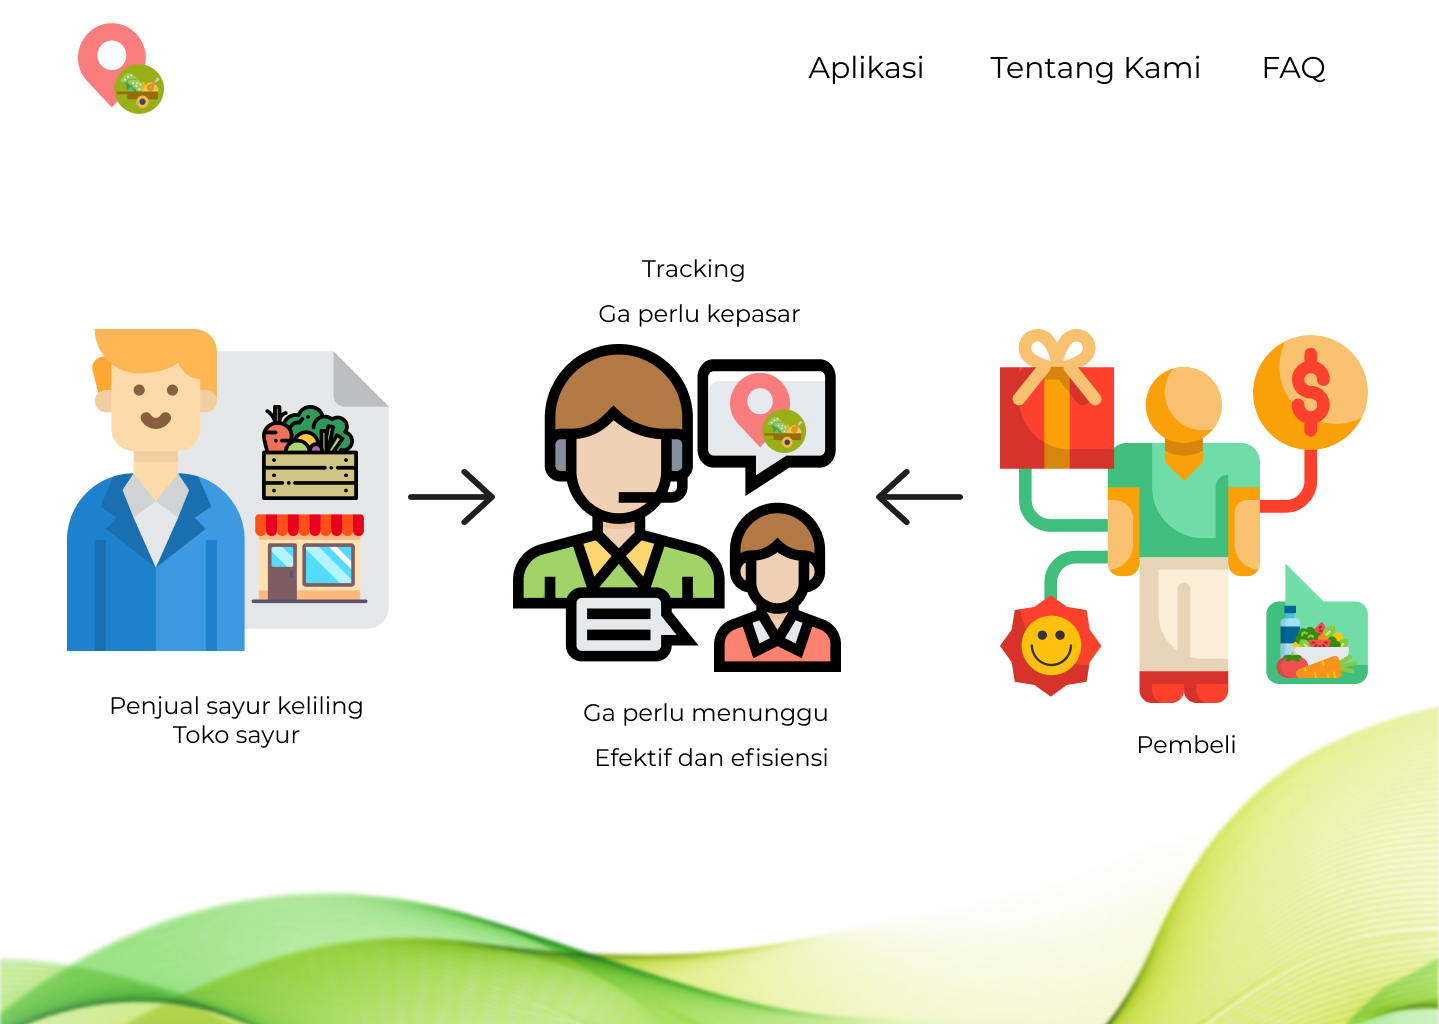 Aplikasi
Tentang Kami
FAQ
Tracking
Ga perlu kepasar
Penjual sayur keliling
Toko sayur
Ga perlu menunggu
Efektif dan efisiensi
Pembeli